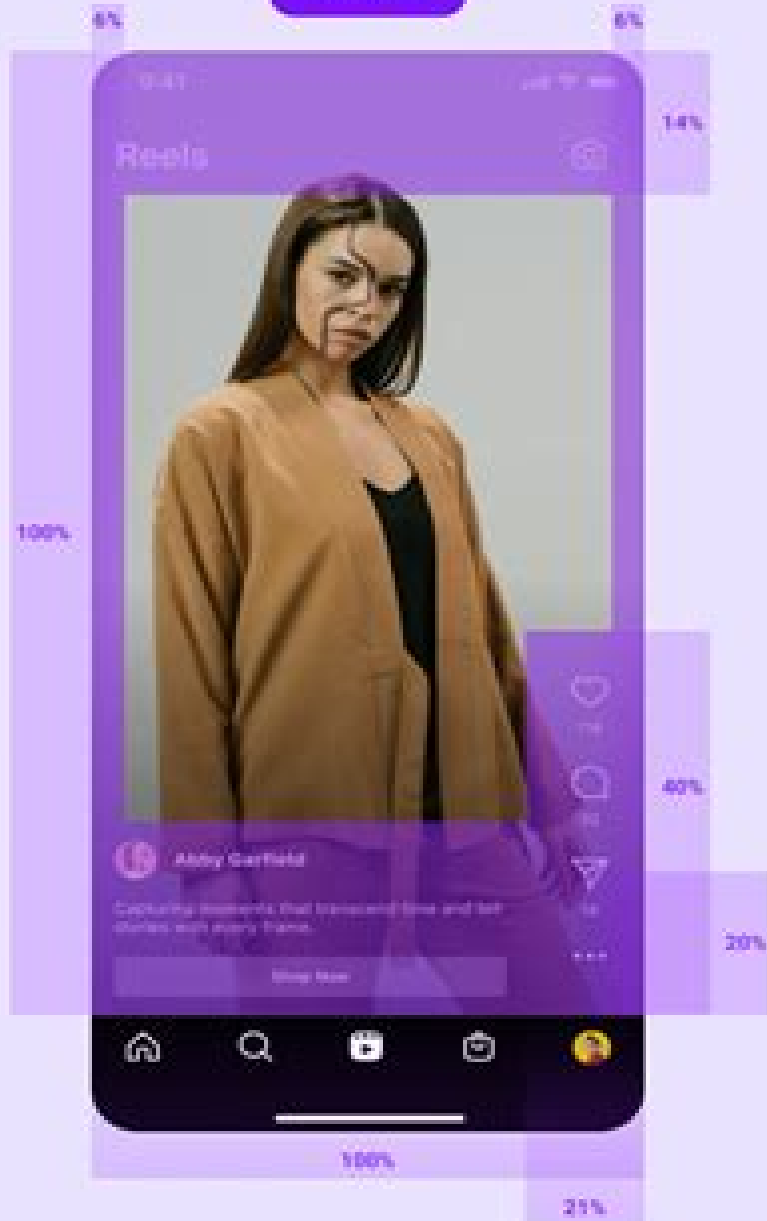 6%
6%
9:41
14%
Reels
100%
40%
Abby Garfield
Capturing moments that transcend time and tell
stories with every frame.
20%
Shop Now
100%
21%